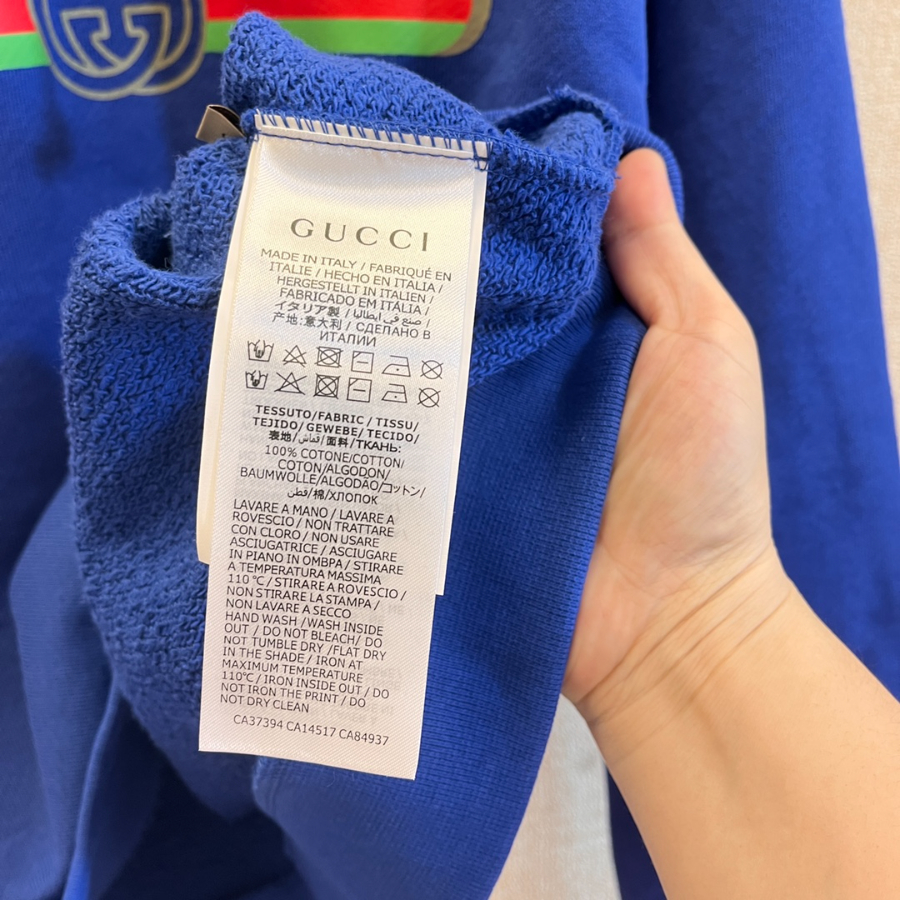 GUCCI
MADE IN ITALY / FABRIQUÉ EN
ITALIE / HECHO EN ITALIA /
HERGESTELLT IN ITALIEN /
FABRICADO EM ITÁLIA /
イタリア製 / صنع في ايطاليا /
产地:意大利 / СДЕЛАНО В
ИТАЛИИ
TESSUTO/FABRIC / TISSU/
TEJIDO/ GEWEBE/ TECIDO/
表地/قماش/面料/ТКАНЬ:
100% COTONE/COTTON/
COTON/ALGODON/
BAUMWOLLE/ALGODÃO/コットン/
قطن/棉/ХЛОПОК
LAVARE A MANO / LAVARE A
ROVESCIO / NON TRATTARE
CON CLORO / NON USARE
ASCIUGATRICE / ASCIUGARE
IN PIANO IN OMBRA / STIRARE
A TEMPERATURA MASSIMA
110 °C / STIRARE A ROVESCIO /
NON STIRARE LA STAMPA /
NON LAVARE A SECCO
HAND WASH /WASH INSIDE
OUT / DO NOT BLEACH/ DO
NOT TUMBLE DRY /FLAT DRY
IN THE SHADE / IRON AT
MAXIMUM TEMPERATURE
110°C / IRON INSIDE OUT / DO
NOT IRON THE PRINT / DO
NOT DRY CLEAN
CA37394 CA14517 CA84937